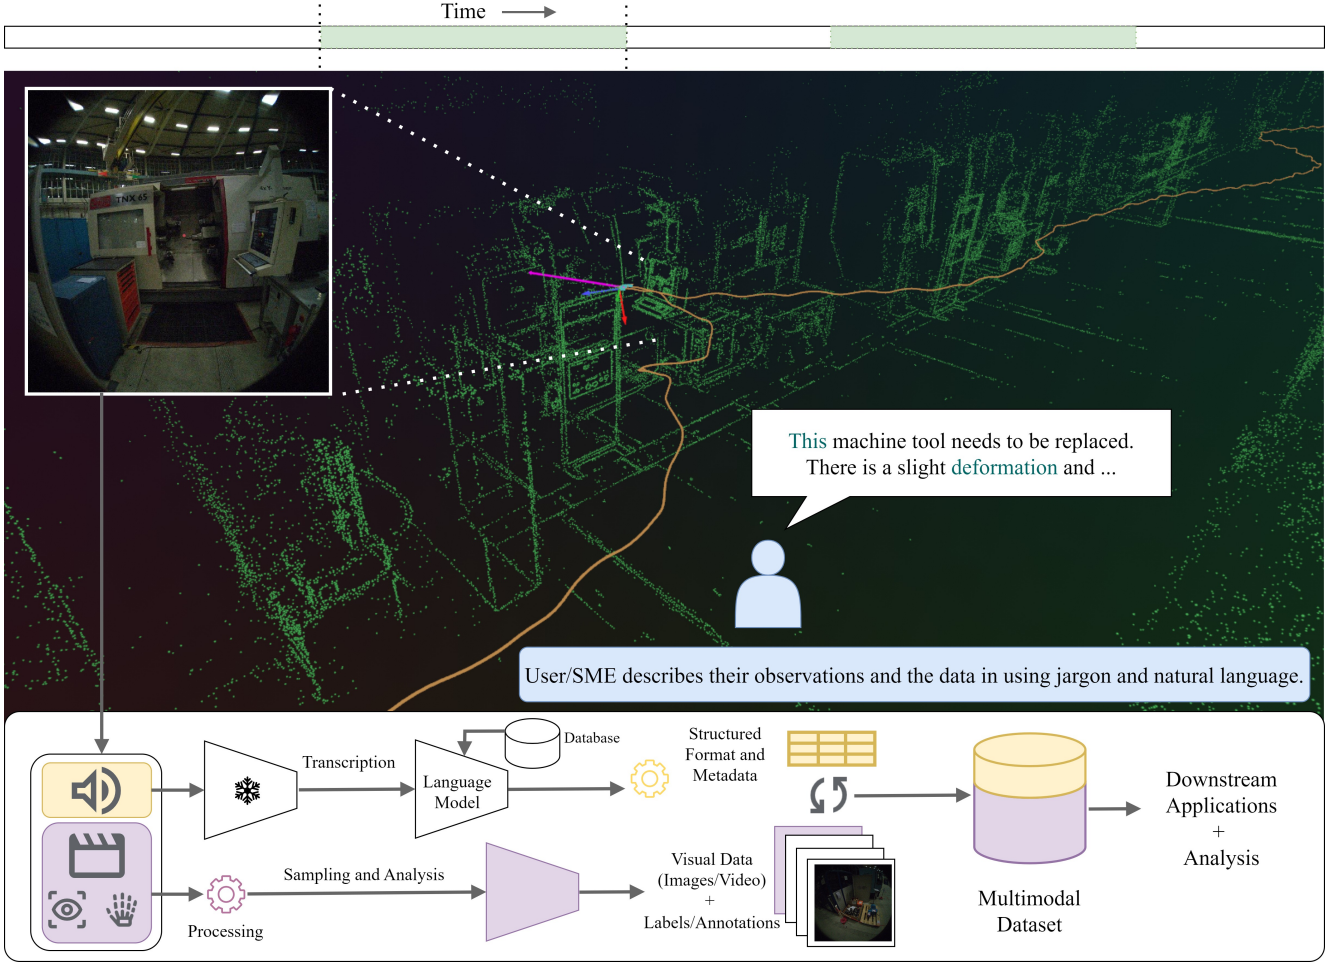 Time
TNX 65
This machine tool needs to be replaced.
There is a slight deformation and ...
User/SME describes their observations and the data in using jargon and natural language.
Transcription
Language
Model
Database
Structured
Format and
Metadata
Sampling and Analysis
Processing
Visual Data
(Images/Video)
+
Labels/Annotations
Multimodal
Dataset
Downstream
Applications
+
Analysis